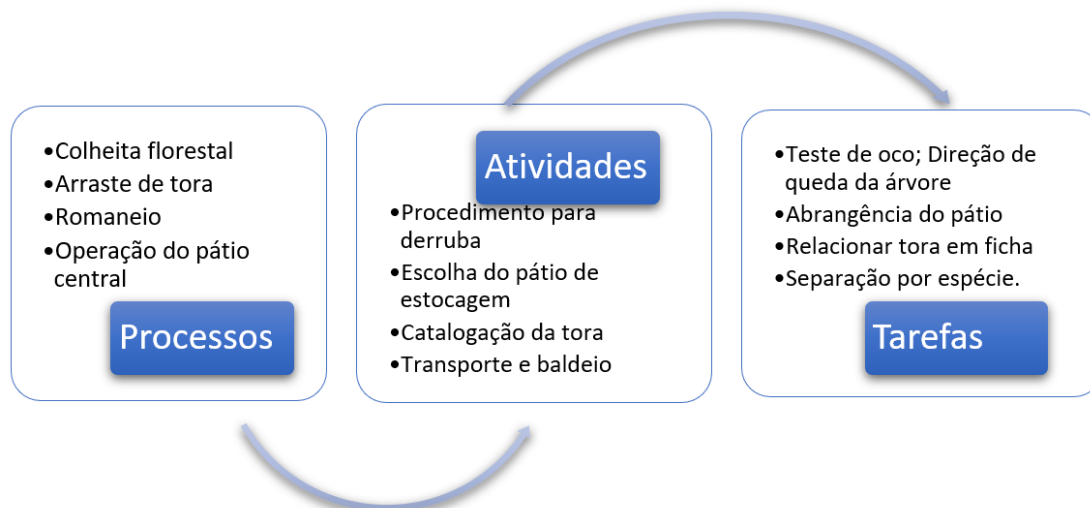 •Colheita florestal
•Arraste de tora
•Romaneio
•Operação do pátio
central
Processos
Atividades
•Procedimento para
derruba
•Escolha do pátio de
estocagem
•Catalogação da tora
•Transporte e baldeio
•Teste de oco; Direção de
queda da árvore
•Abrangência do pátio
•Relacionar tora em ficha
•Separação por espécie.
Tarefas